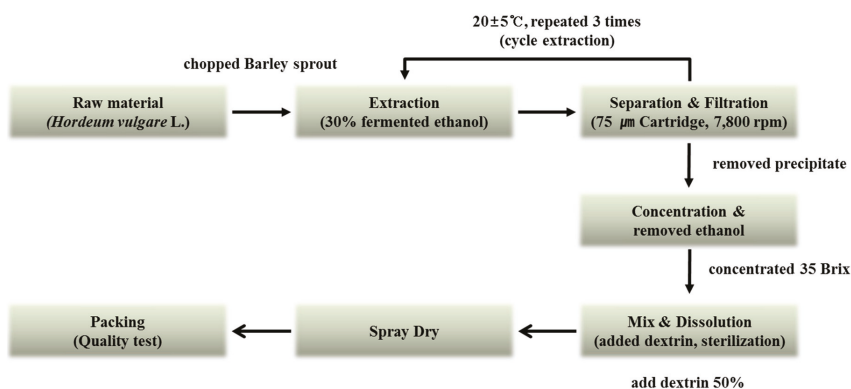 20±5℃, repeated 3 times
(cycle extraction)
chopped Barley sprout
Raw material
(Hordeum vulgare L.)
Extraction
(30% fermented ethanol)
Separation & Filtration
(75 ㎛ Cartridge, 7,800 rpm)
removed precipitate
Concentration &
removed ethanol
concentrated 35 Brix
Mix & Dissolution
(added dextrin, sterilization)
add dextrin 50%
Spray Dry
Packing
(Quality test)